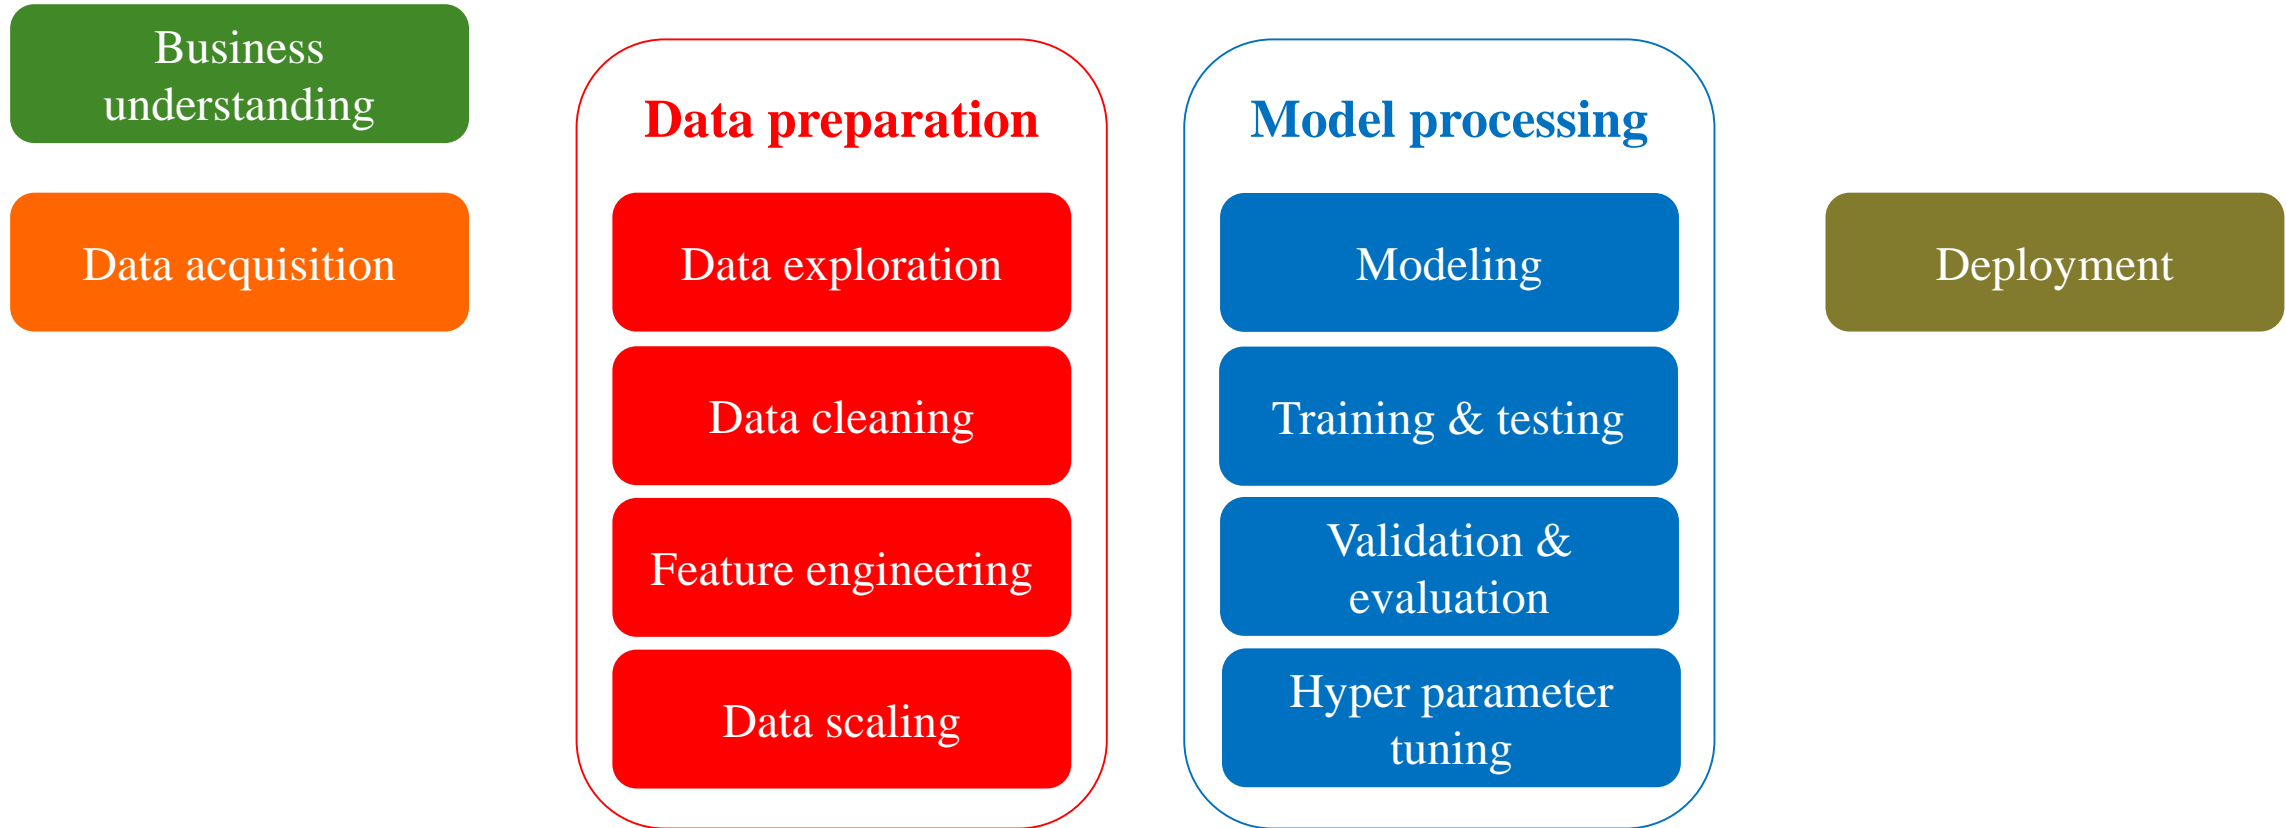 Business
understanding
Data acquisition
Data preparation
Data exploration
Data cleaning
Feature engineering
Data scaling
Model processing
Modeling
Training & testing
Validation &
evaluation
Hyper parameter
tuning
Deployment